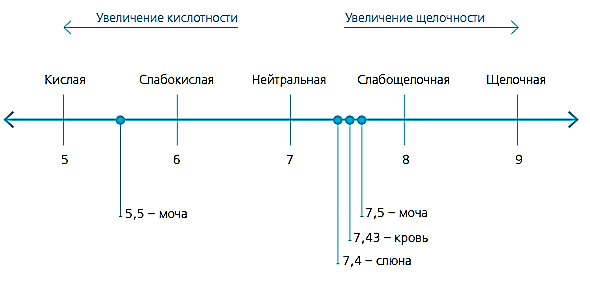 Увеличение кислотности Увеличение щелочности
Кислая Слабокислая Нейтральная Слабощелочная Щелочная
5 6 7 8 9
5,5 – моча 7,5 – моча
7,43 – кровь
7,4 – слюна